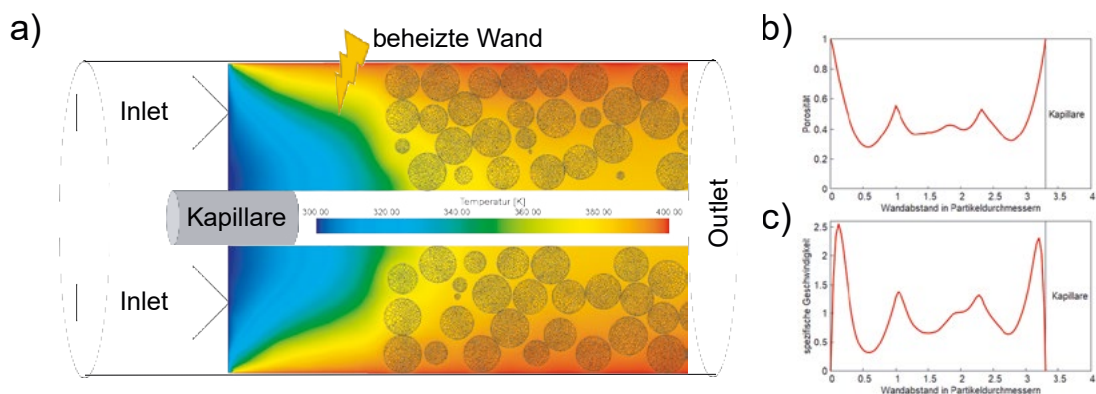 a)
beheizte Wand
Inlet
Kapillare
Temperatur [K]
300.00 320.00 340.00 360.00 380.00 400.00
Inlet
Outlet
b)
Porosität
1
0.8
0.6
0.4
0.2
0
0 0.5 1 1.5 2 2.5 3 3.5 4
Wandabstand in Partikeldurchmessern
Kapillare
c)
spezifische Geschwindigkeit
2.5
2
1.5
1
0.5
0
0 0.5 1 1.5 2 2.5 3 3.5 4
Wandabstand in Partikeldurchmessern
Kapillare